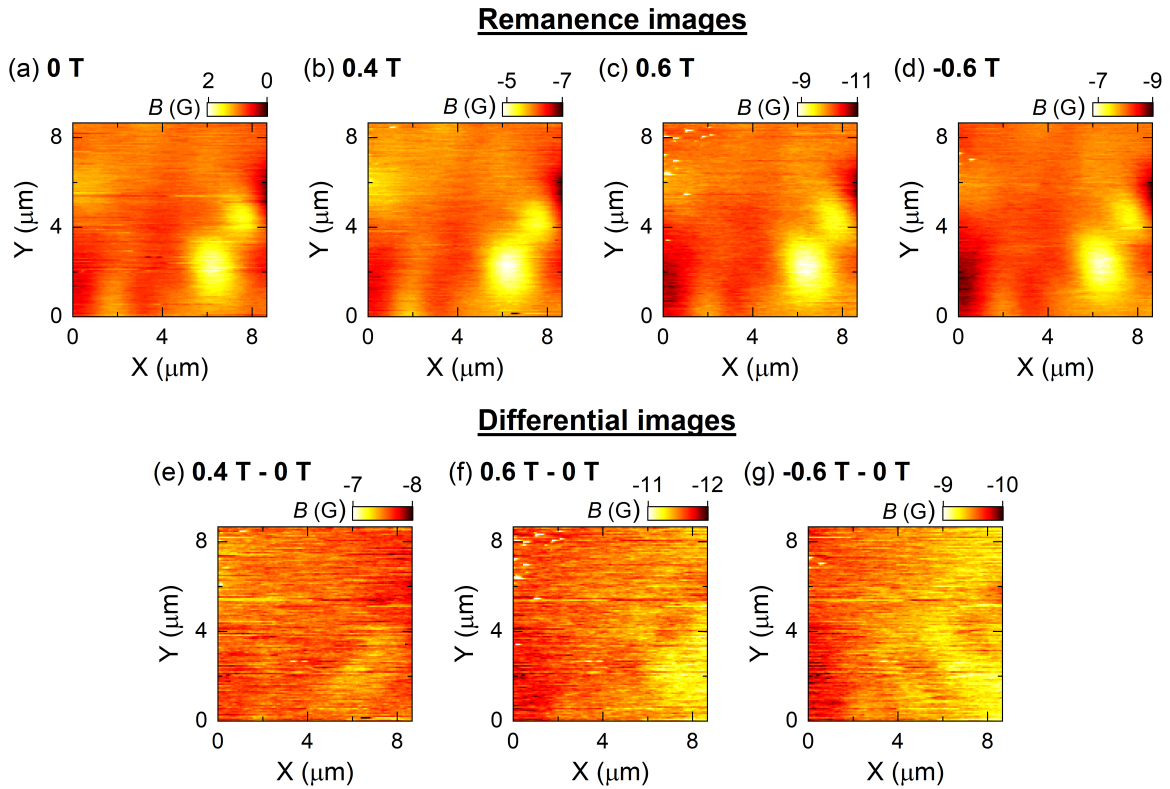 Remanence images
(a) 0 T
2 0
B (G)
8
4
0
Y (μm)
0 4 8
X (μm)
(b) 0.4 T
-5 -7
B (G)
8
4
0
Y (μm)
0 4 8
X (μm)
(c) 0.6 T
-9 -11
B (G)
8
4
0
Y (μm)
0 4 8
X (μm)
(d) -0.6 T
-7 -9
B (G)
8
4
0
Y (μm)
0 4 8
X (μm)
Differential images
(e) 0.4 T - 0 T
-7 -8
B (G)
8
4
0
Y (μm)
0 4 8
X (μm)
(f) 0.6 T - 0 T
-11 -12
B (G)
8
4
0
Y (μm)
0 4 8
X (μm)
(g) -0.6 T - 0 T
-9 -10
B (G)
8
4
0
Y (μm)
0 4 8
X (μm)